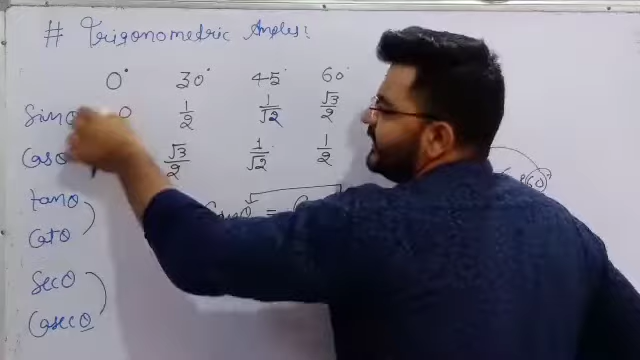 # Trigonometric Angles:
0° 30° 45° 60°
Sinθ 0 1/2 1/√2 √3/2
Cosθ √3/2 1/√2 1/2
tanθ
Cotθ
Secθ
Cosecθ